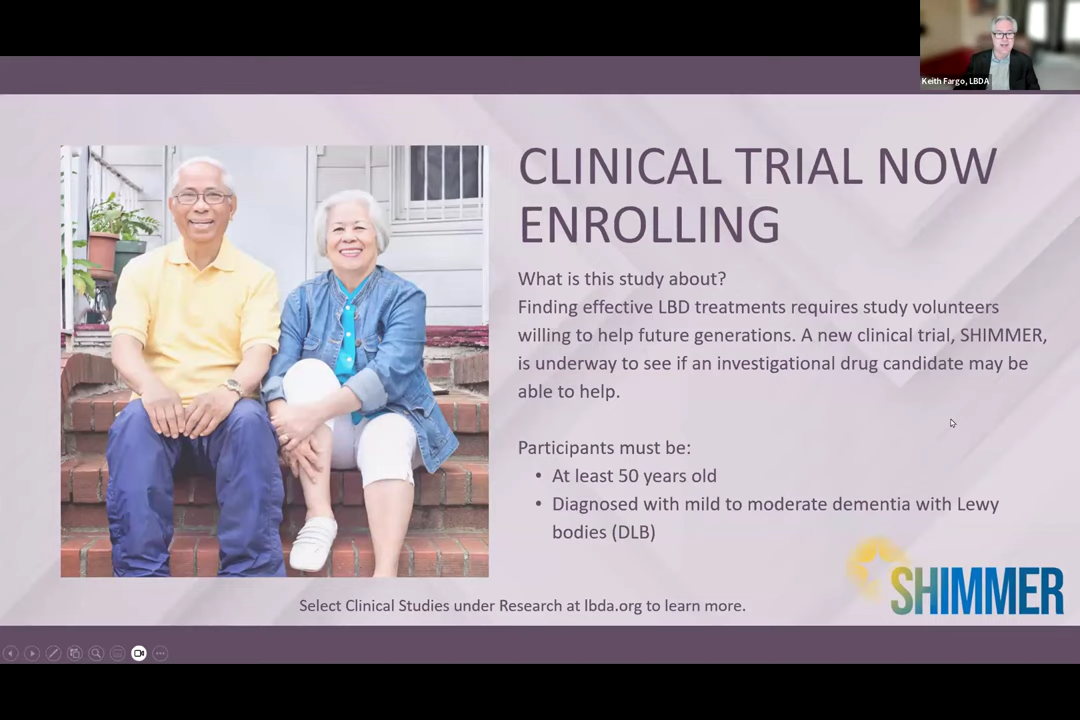 Keith Fargo, LBDA
CLINICAL TRIAL NOW
ENROLLING
What is this study about?
Finding effective LBD treatments requires study volunteers
willing to help future generations. A new clinical trial, SHIMMER,
is underway to see if an investigational drug candidate may be
able to help.
Participants must be:
• At least 50 years old
• Diagnosed with mild to moderate dementia with Lewy
bodies (DLB)
SHIMMER
Select Clinical Studies under Research at lbda.org to learn more.